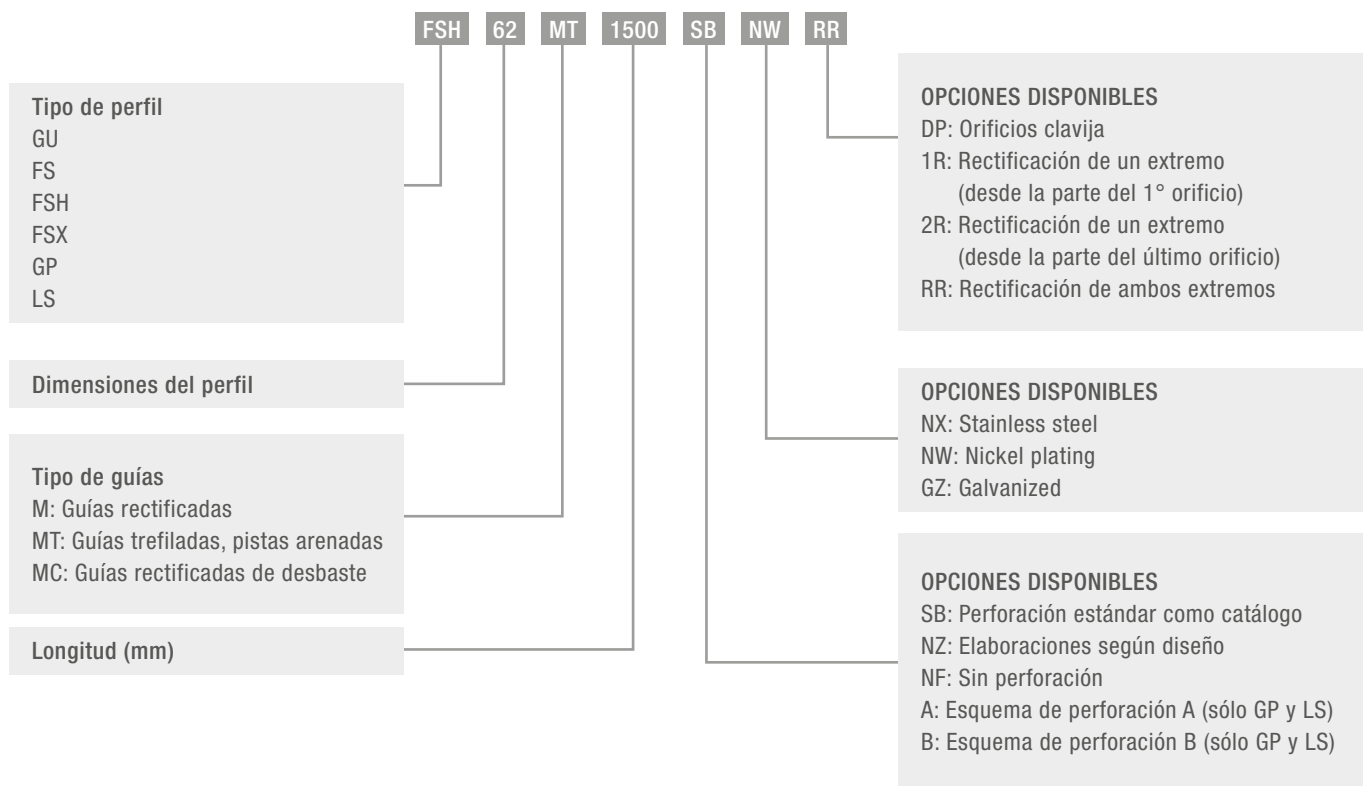 FSH 62 MT 1500 SB NW RR
Tipo de perfil
GU
FS
FSH
FSX
GP
LS
Dimensiones del perfil
Tipo de guías
M: Guías rectificadas
MT: Guías trefiladas, pistas arenadas
MC: Guías rectificadas de desbaste
Longitud (mm)
OPCIONES DISPONIBLES
DP: Orificios clavija
1R: Rectificación de un extremo
(desde la parte del 1° orificio)
2R: Rectificación de un extremo
(desde la parte del último orificio)
RR: Rectificación de ambos extremos
OPCIONES DISPONIBLES
NX: Stainless steel
NW: Nickel plating
GZ: Galvanized
OPCIONES DISPONIBLES
SB: Perforación estándar como catálogo
NZ: Elaboraciones según diseño
NF: Sin perforación
A: Esquema de perforación A (sólo GP y LS)
B: Esquema de perforación B (sólo GP y LS)